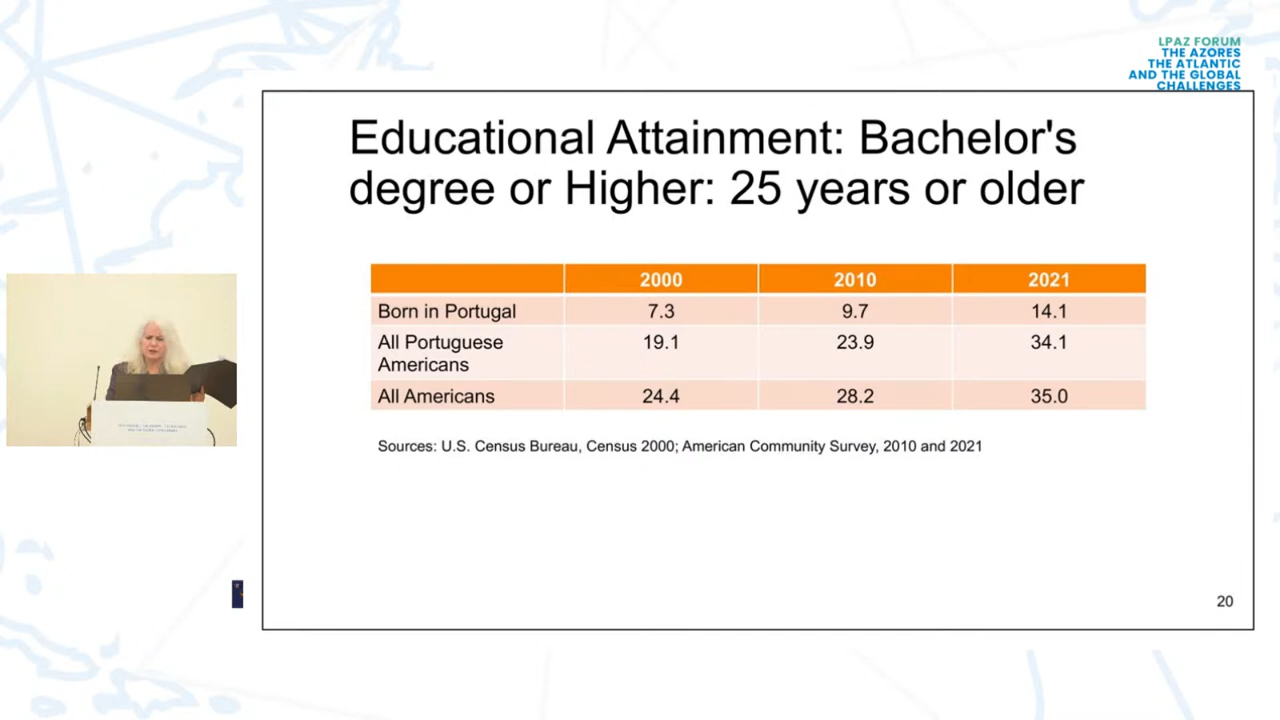 LPAZ FORUM
THE AZORES
THE ATLANTIC
AND THE GLOBAL
CHALLENGES
Educational Attainment: Bachelor's
degree or Higher: 25 years or older
2000 2010 2021
Born in Portugal 7.3 9.7 14.1
All Portuguese
Americans 19.1 23.9 34.1
All Americans 24.4 28.2 35.0
Sources: U.S. Census Bureau, Census 2000; American Community Survey, 2010 and 2021
20